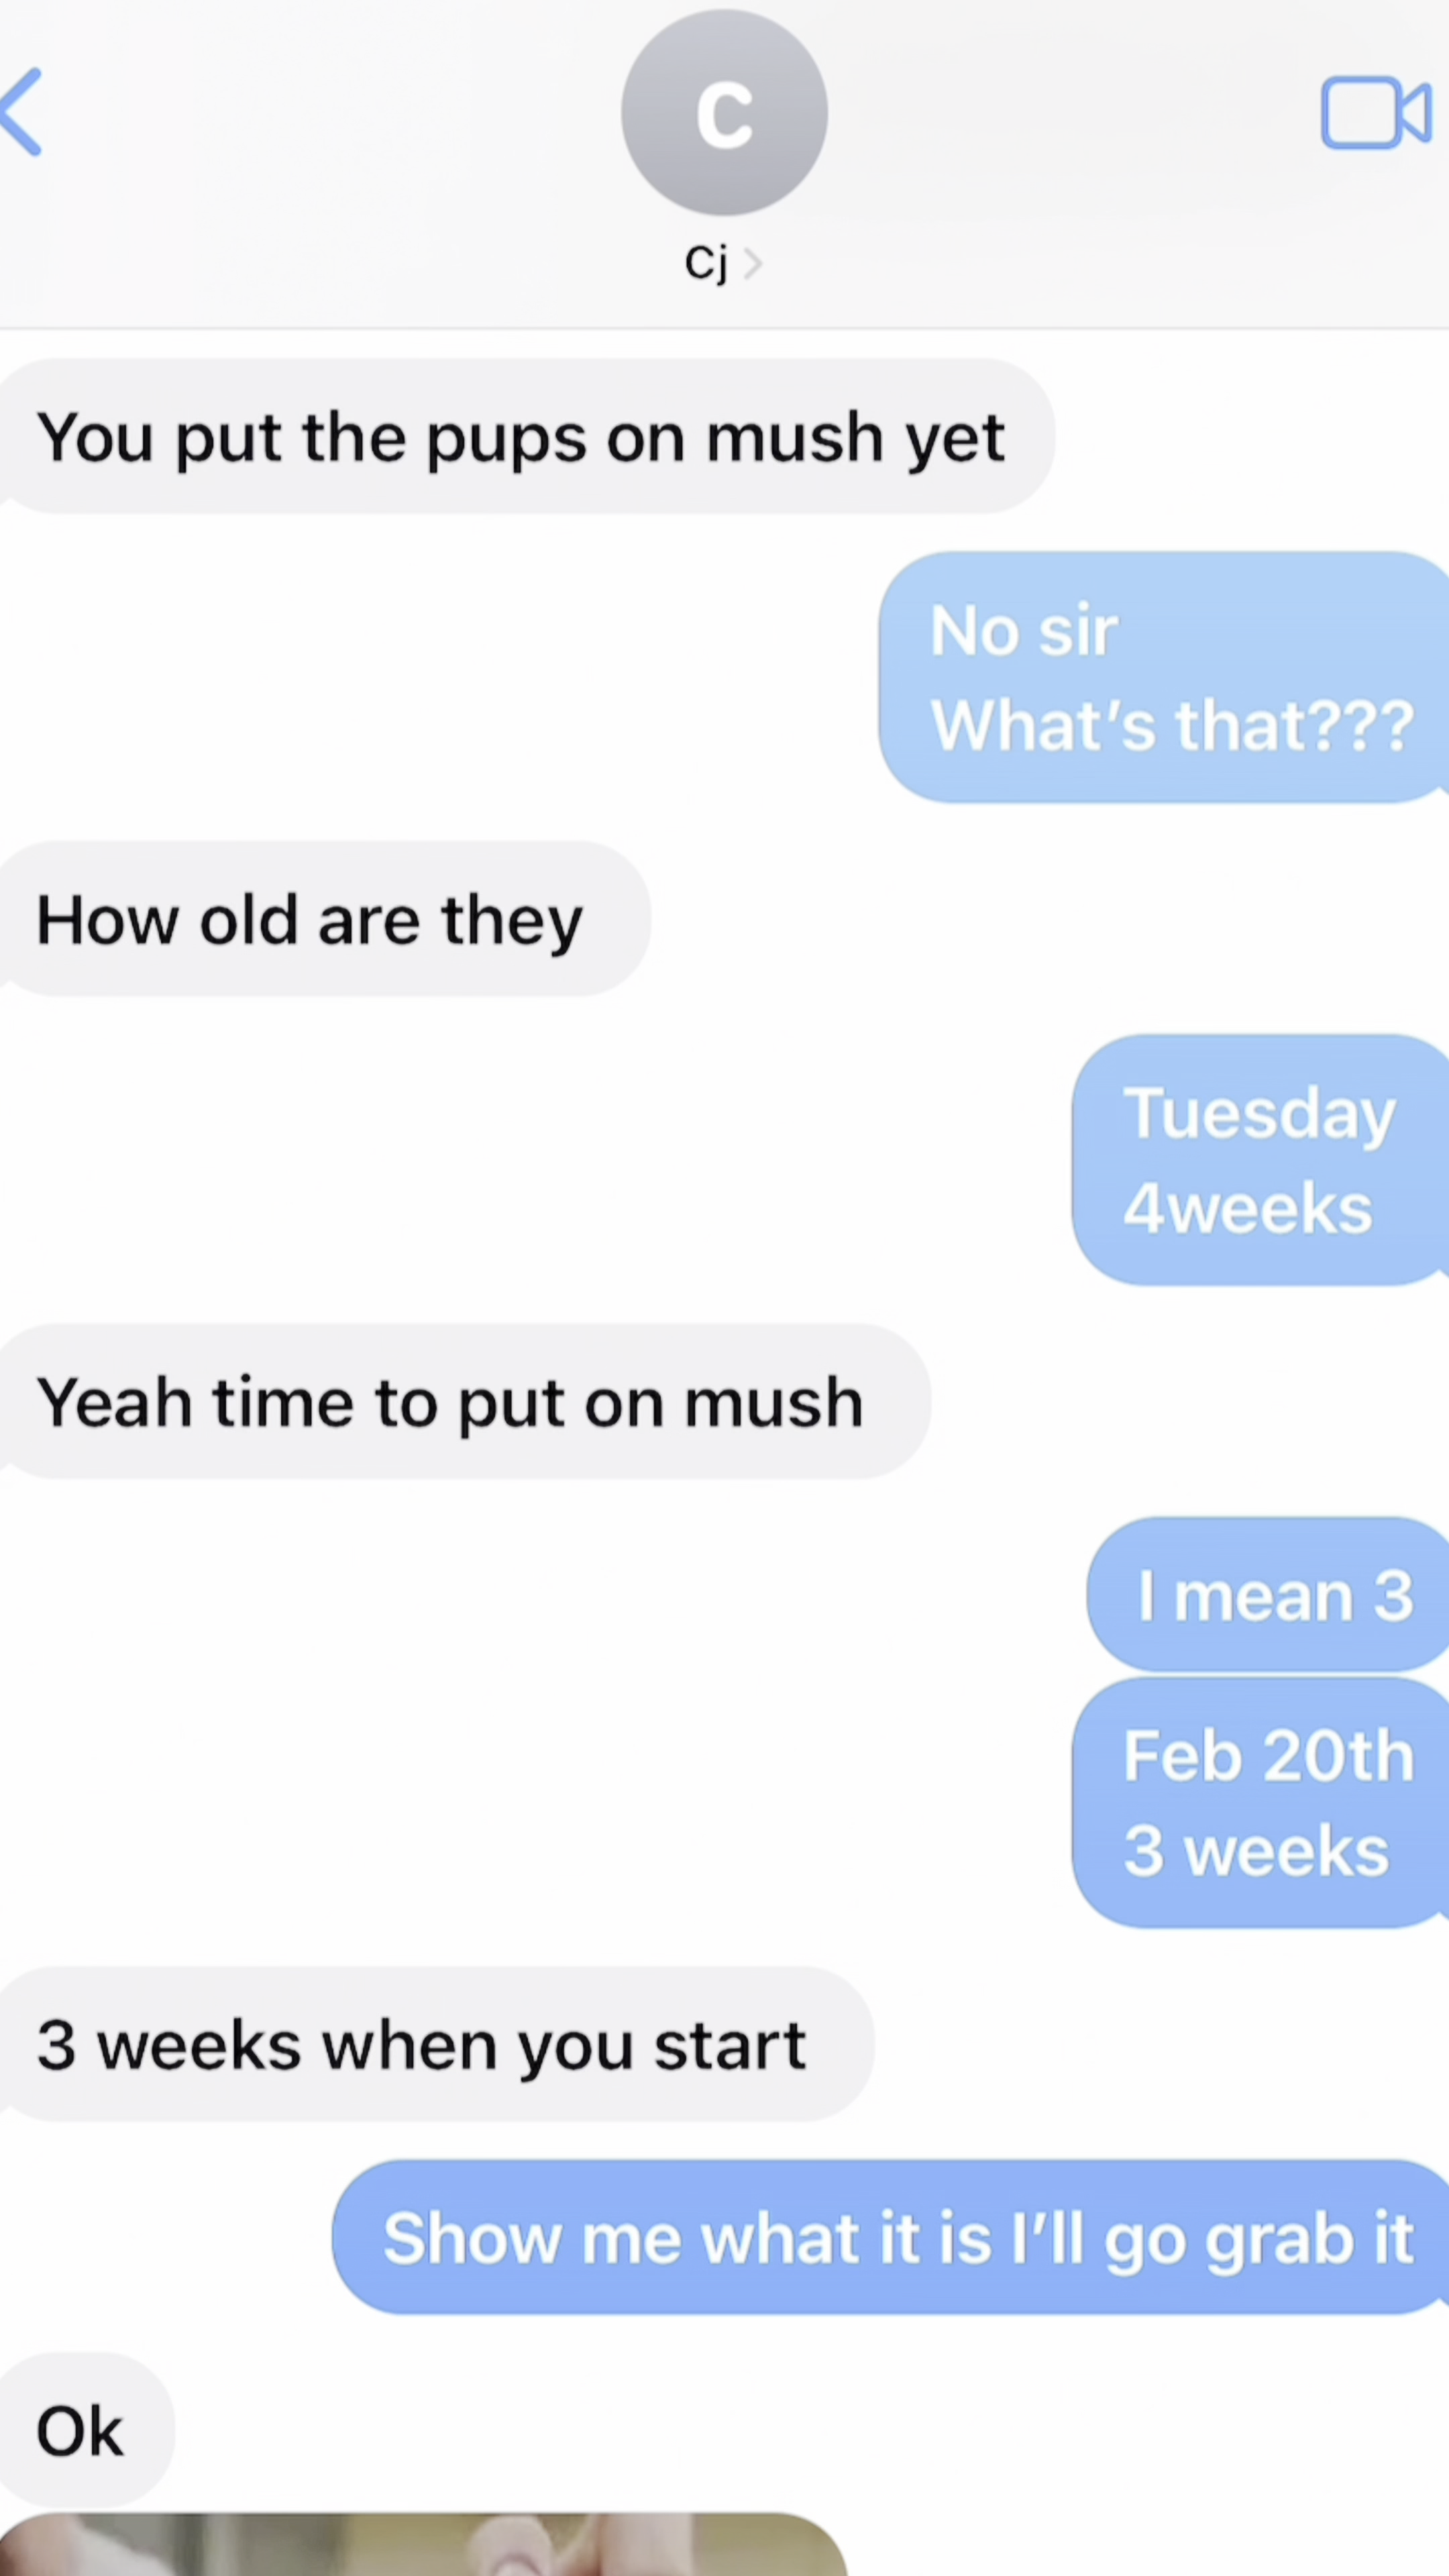 C
Cj
You put the pups on mush yet
No sir
What's that???
How old are they
Tuesday
4weeks
Yeah time to put on mush
I mean 3
Feb 20th
3 weeks
3 weeks when you start
Show me what it is I'll go grab it
Ok